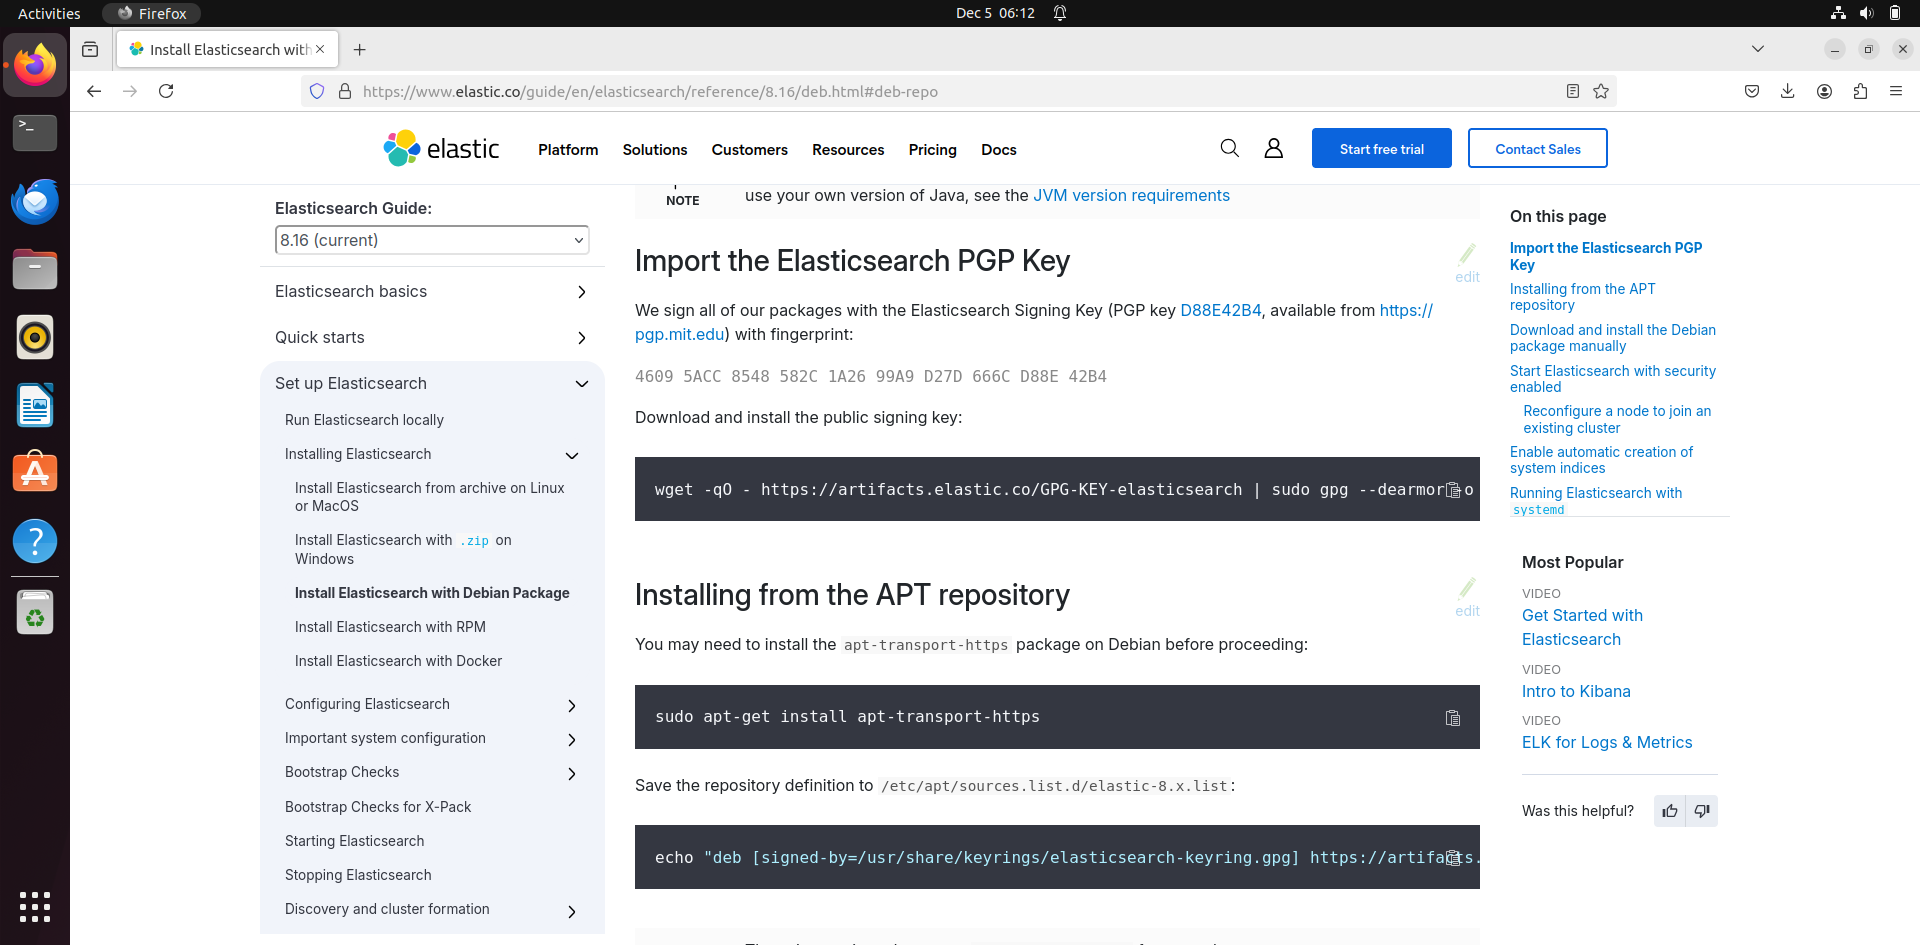 Activities
Firefox
Dec 5 06:12
Install Elasticsearch with
https://www.elastic.co/guide/en/elasticsearch/reference/8.16/deb.html#deb-repo
elastic
Platform
Solutions
Customers
Resources
Pricing
Docs
Start free trial
Contact Sales
Elasticsearch Guide:
8.16 (current)
Elasticsearch basics
Quick starts
Set up Elasticsearch
Run Elasticsearch locally
Installing Elasticsearch
Install Elasticsearch from archive on Linux
or MacOS
Install Elasticsearch with .zip on
Windows
Install Elasticsearch with Debian Package
Install Elasticsearch with RPM
Install Elasticsearch with Docker
Configuring Elasticsearch
Important system configuration
Bootstrap Checks
Bootstrap Checks for X-Pack
Starting Elasticsearch
Stopping Elasticsearch
Discovery and cluster formation
NOTE
use your own version of Java, see the JVM version requirements
Import the Elasticsearch PGP Key
edit
We sign all of our packages with the Elasticsearch Signing Key (PGP key D88E42B4, available from https://
pgp.mit.edu) with fingerprint:
4609 5ACC 8548 582C 1A26 99A9 D27D 666C D88E 42B4
Download and install the public signing key:
wget -qO - https://artifacts.elastic.co/GPG-KEY-elasticsearch | sudo gpg --dearmor -o
Installing from the APT repository
edit
You may need to install the apt-transport-https package on Debian before proceeding:
sudo apt-get install apt-transport-https
Save the repository definition to /etc/apt/sources.list.d/elastic-8.x.list:
echo "deb [signed-by=/usr/share/keyrings/elasticsearch-keyring.gpg] https://artifacts.
On this page
Import the Elasticsearch PGP
Key
Installing from the APT
repository
Download and install the Debian
package manually
Start Elasticsearch with security
enabled
Reconfigure a node to join an
existing cluster
Enable automatic creation of
system indices
Running Elasticsearch with
systemd
Most Popular
VIDEO
Get Started with
Elasticsearch
VIDEO
Intro to Kibana
VIDEO
ELK for Logs & Metrics
Was this helpful?